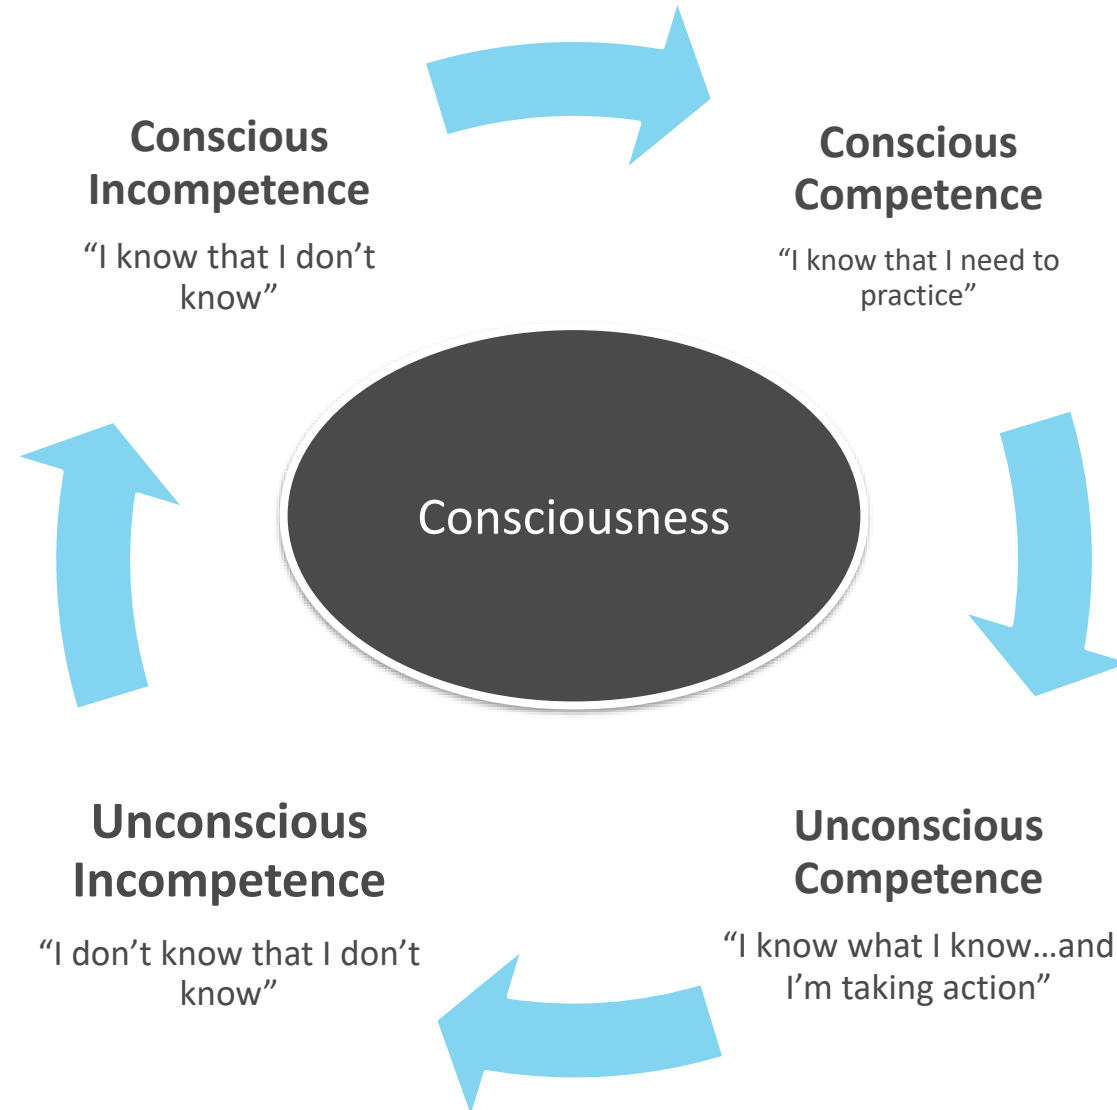 Conscious
Incompetence
“I know that I don’t
know”
Conscious
Competence
“I know that I need to
practice”
Consciousness
Unconscious
Incompetence
“I don’t know that I don’t
know”
Unconscious
Competence
“I know what I know…and
I’m taking action”